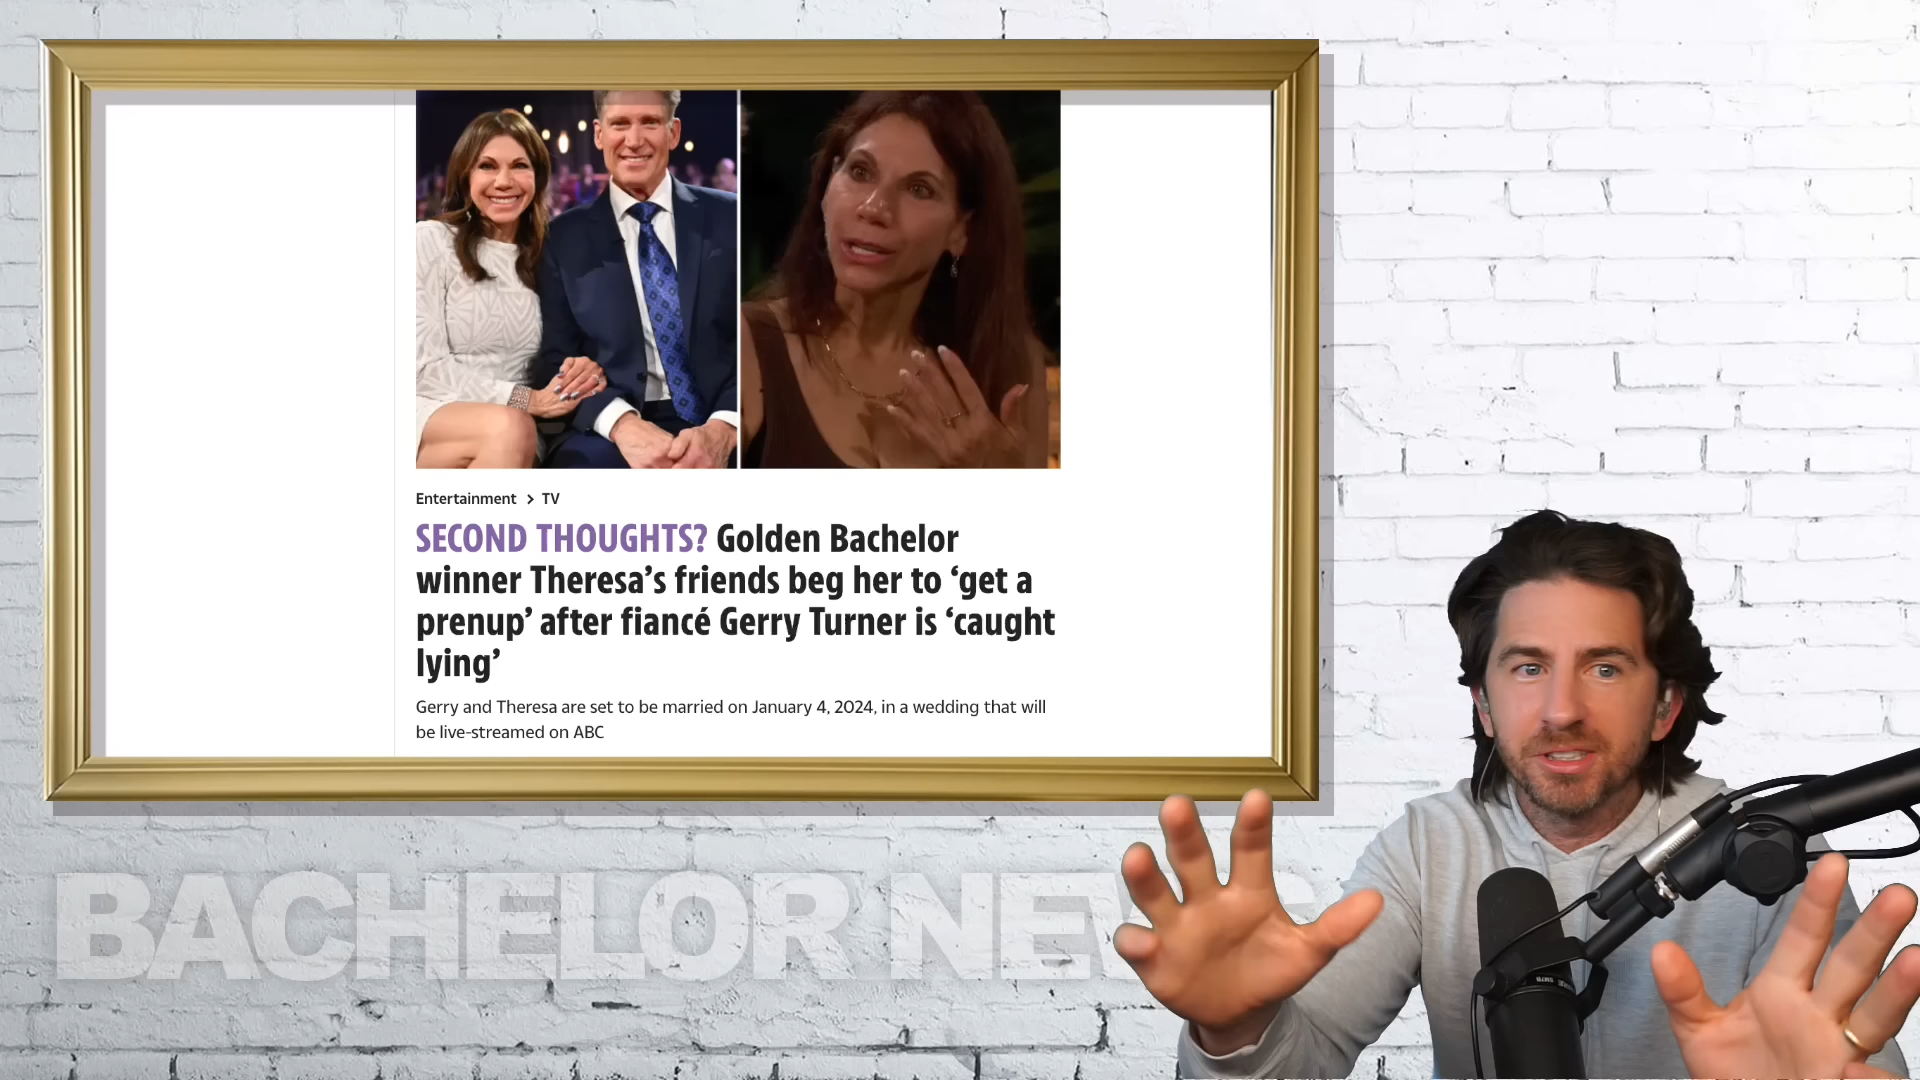 Entertainment > TV
SECOND THOUGHTS? Golden Bachelor
winner Theresa’s friends beg her to ‘get a
prenup’ after fiancé Gerry Turner is ‘caught
lying’
Gerry and Theresa are set to be married on January 4, 2024, in a wedding that will
be live-streamed on ABC
BACHELOR NEWS